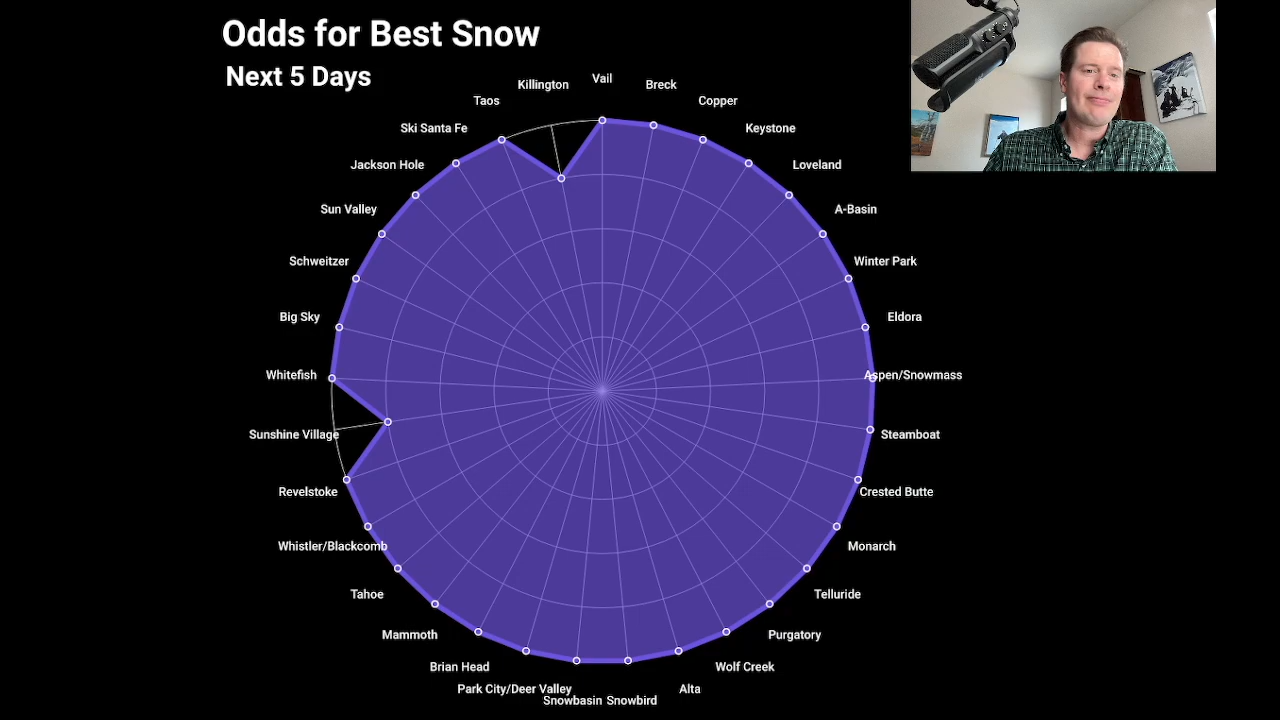 Odds for Best Snow
Next 5 Days
Vail
Breck
Copper
Keystone
Loveland
A-Basin
Winter Park
Eldora
Aspen/Snowmass
Steamboat
Crested Butte
Monarch
Telluride
Purgatory
Wolf Creek
Alta
Snowbird
Snowbasin
Park City/Deer Valley
Brian Head
Mammoth
Tahoe
Whistler/Blackcomb
Revelstoke
Sunshine Village
Whitefish
Big Sky
Schweitzer
Sun Valley
Jackson Hole
Ski Santa Fe
Taos
Killington